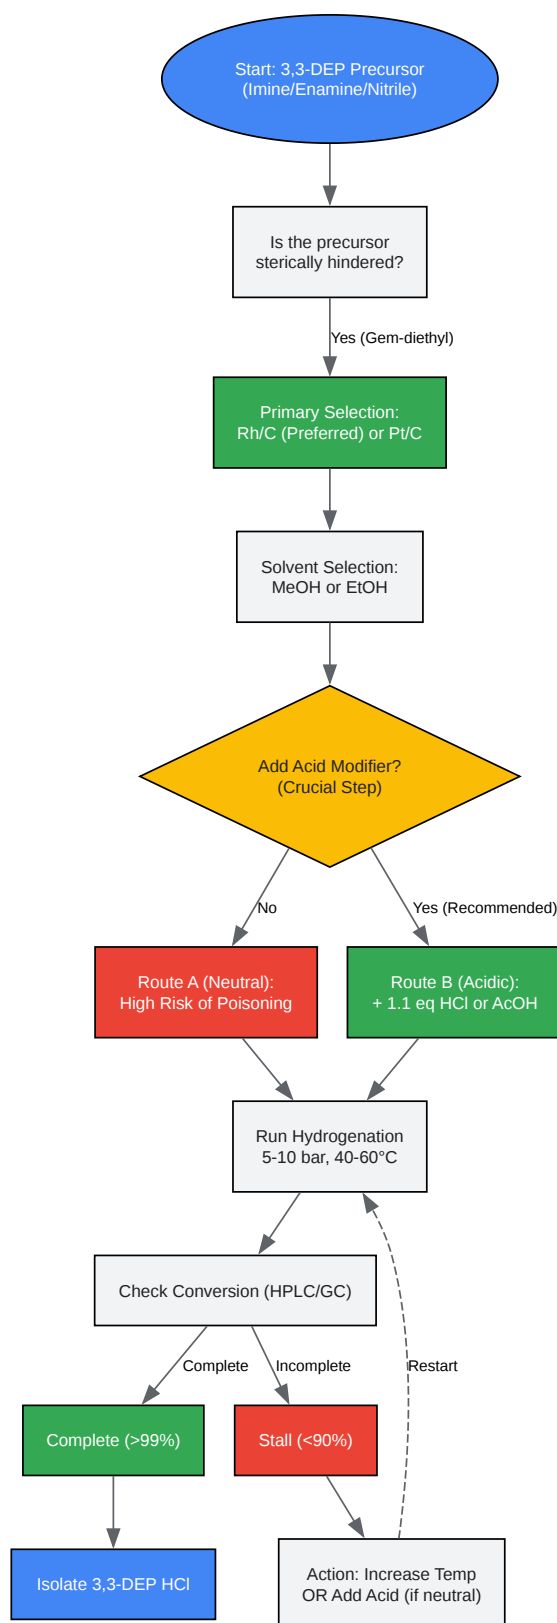 Start: 3,3-DEP Precursor
(Imine/Enamine/Nitrile)
Is the precursor
sterically hindered?
Yes (Gem-diethyl)
Primary Selection:
Rh/C (Preferred) or Pt/C
Solvent Selection:
MeOH or EtOH
Add Acid Modifier?
(Crucial Step)
No
Yes (Recommended)
Route A (Neutral):
High Risk of Poisoning
Route B (Acidic):
+ 1.1 eq HCl or AcOH
Run Hydrogenation
5-10 bar, 40-60°C
Check Conversion (HPLC/GC)
Complete
Incomplete
Restart
Complete (>99%)
Stall (<90%)
Isolate 3,3-DEP HCl
Action: Increase Temp
OR Add Acid (if neutral)